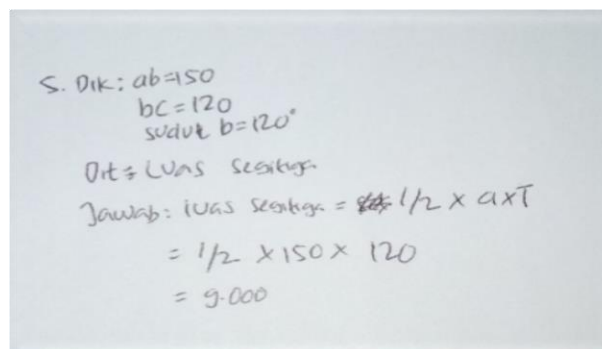 5. Dik: ab=150
bc=120
sudut b=120°
Dit = Luas Segitiga
Jawab: luas segitiga = 1/2 x axT
= 1/2 x 150 x 120
= 9.000